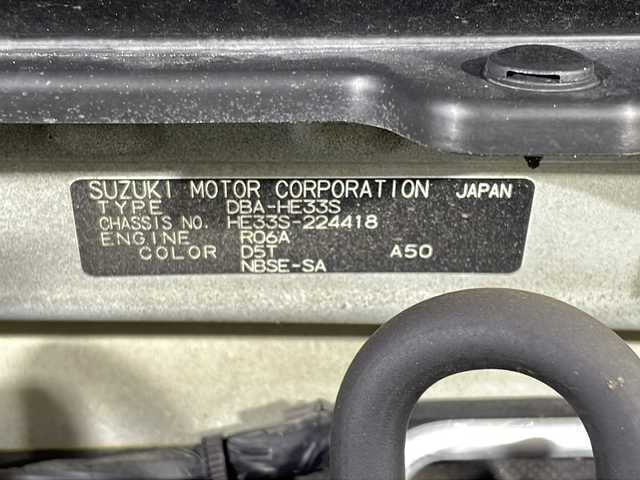 SUZUKI MOTOR CORPORATION JAPAN
TYPE DBA-HE33S
CHASSIS NO. HE33S-224418
ENGINE R06A
COLOR D5T A50
NBSE-SA